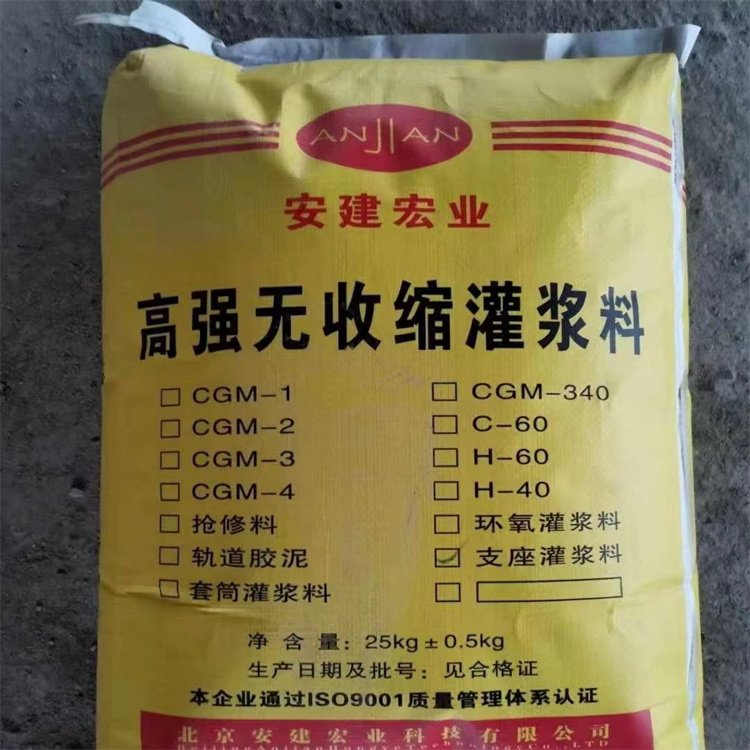 ANJIAN
安建宏业
高强无收缩灌浆料
CGM-1
CGM-2
CGM-3
CGM-4
抢修料
轨道胶泥
套筒灌浆料
CGM-340
C-60
H-60
H-40
环氧灌浆料
支座灌浆料
净含量：25kg±0.5kg
生产日期及批号：见合格证
本企业通过ISO9001质量管理体系认证
北京安建宏业科技有限公司
BeijingAnjianHongyeTechnologyCo.LTD